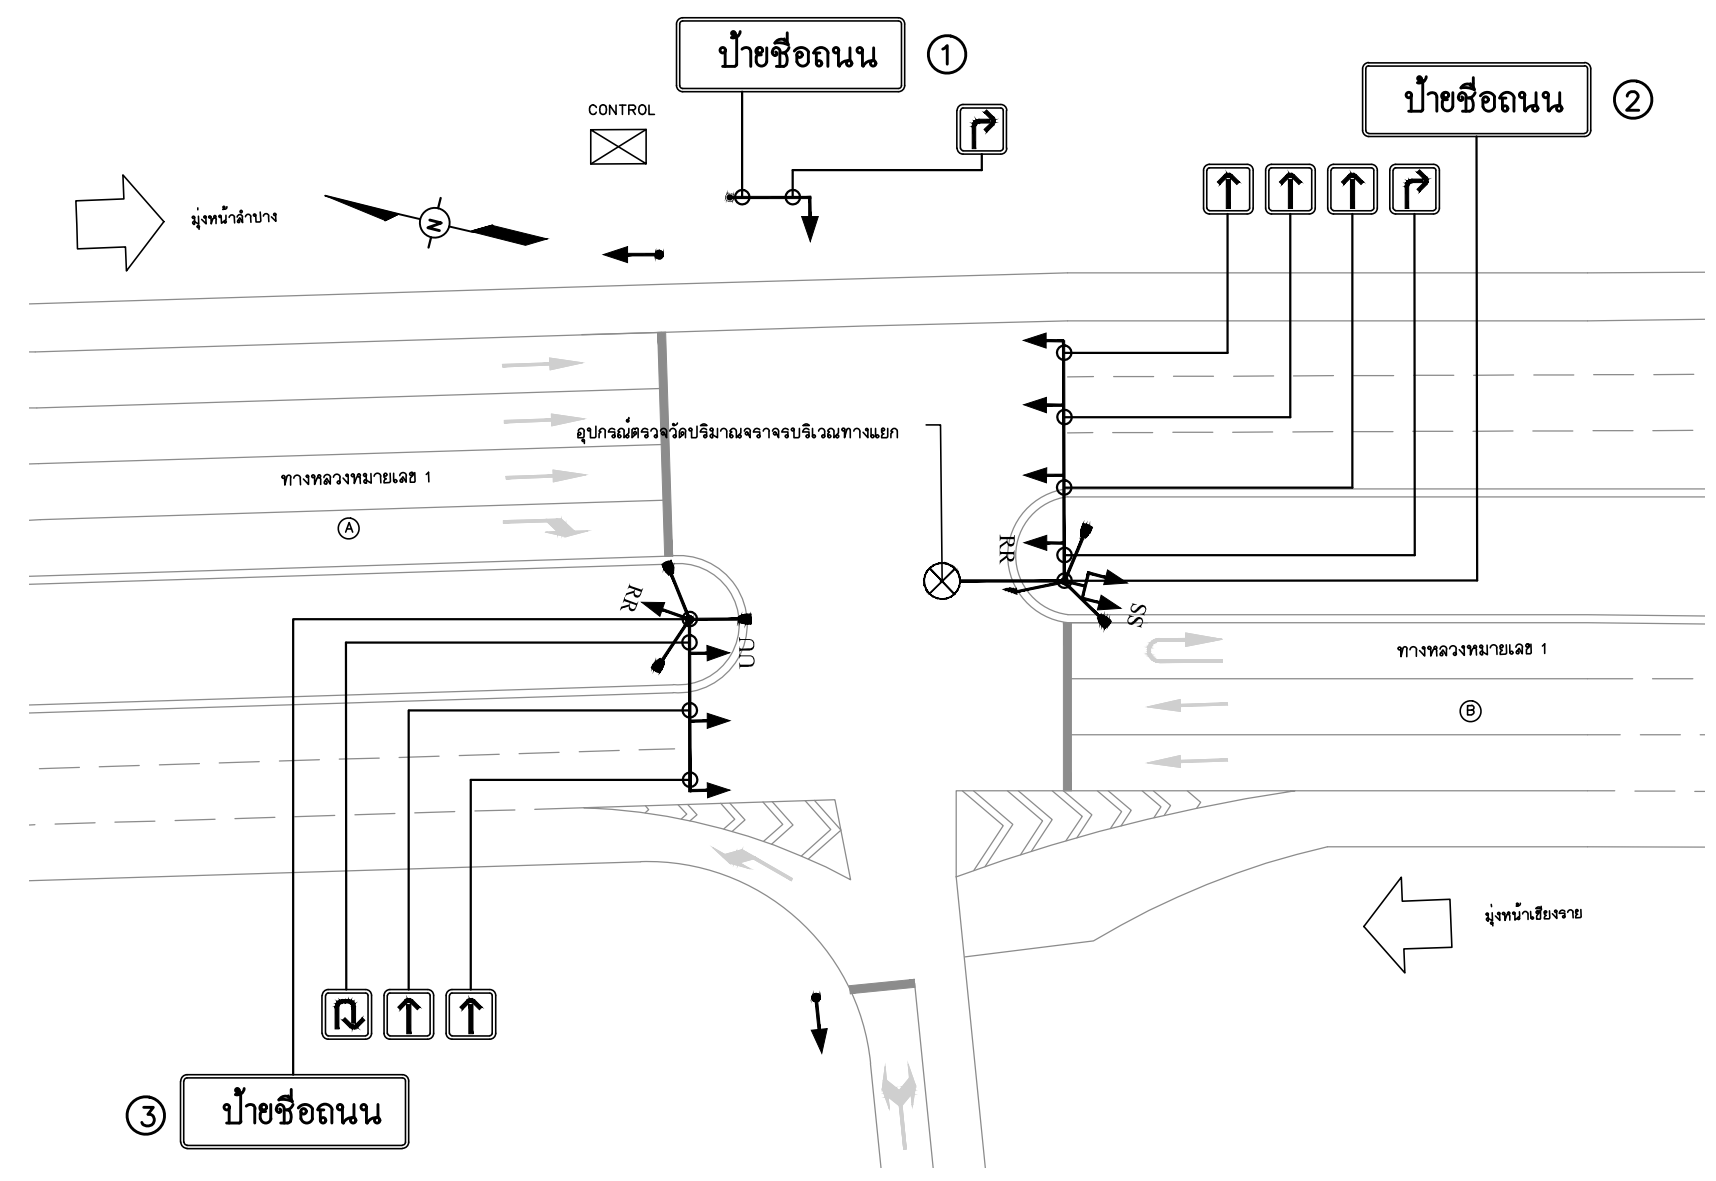 ป้ายชื่อถนน
1
ป้ายชื่อถนน
2
CONTROL
มุ่งหน้าลำปาง
N
อุปกรณ์ตรวจวัดปริมาณจราจรบริเวณทางแยก
ทางหลวงหมายเลข 1
A
RR
RR
SS
UU
ทางหลวงหมายเลข 1
B
มุ่งหน้าเชียงราย
3
ป้ายชื่อถนน